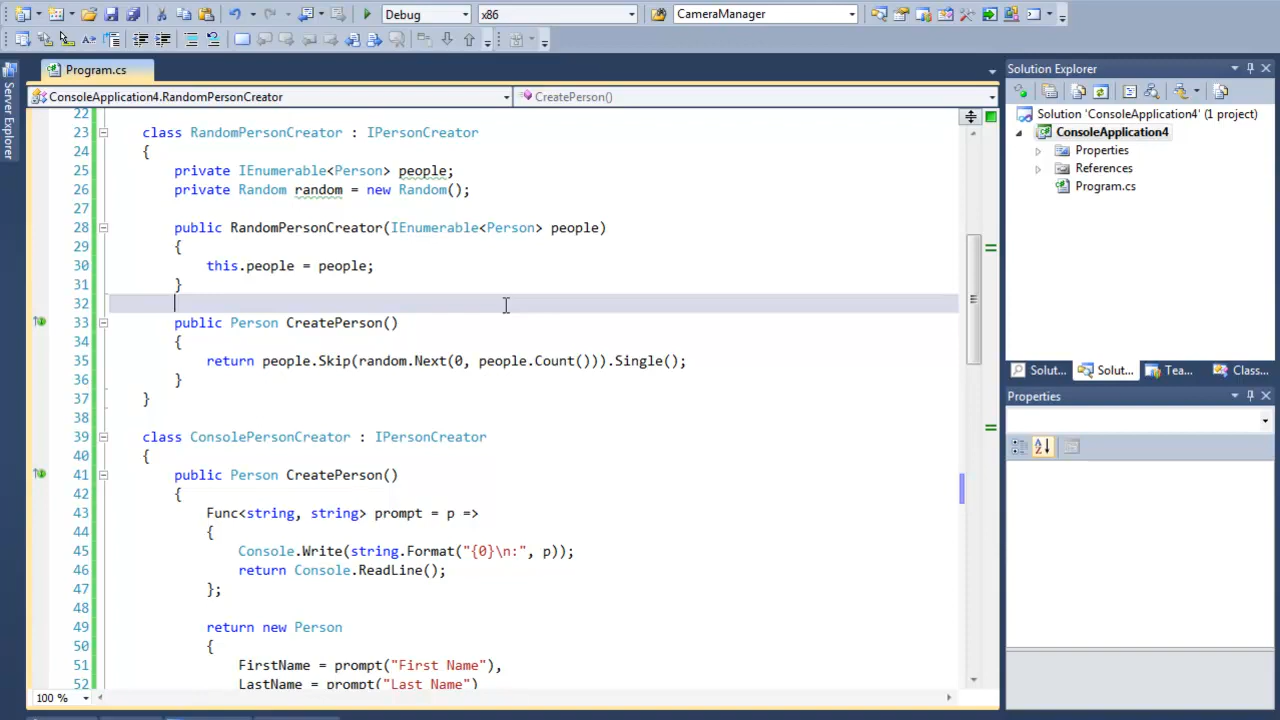 Debug
x86
CameraManager
Program.cs
Server Explorer
ConsoleApplication4.RandomPersonCreator
CreatePerson()
22
23 class RandomPersonCreator : IPersonCreator
24 {
25 private IEnumerable<Person> people;
26 private Random random = new Random();
27
28 public RandomPersonCreator(IEnumerable<Person> people)
29 {
30 this.people = people;
31 }
32
33 public Person CreatePerson()
34 {
35 return people.Skip(random.Next(0, people.Count())).Single();
36 }
37 }
38
39 class ConsolePersonCreator : IPersonCreator
40 {
41 public Person CreatePerson()
42 {
43 Func<string, string> prompt = p =>
44 {
45 Console.Write(string.Format("{0}\n:", p));
46 return Console.ReadLine();
47 };
48
49 return new Person
50 {
51 FirstName = prompt("First Name"),
52 LastName = prompt("Last Name")
100 %
Solution Explorer
Solution 'ConsoleApplication4' (1 project)
ConsoleApplication4
Properties
References
Program.cs
Solut...
Solut...
Tea...
Class...
Properties